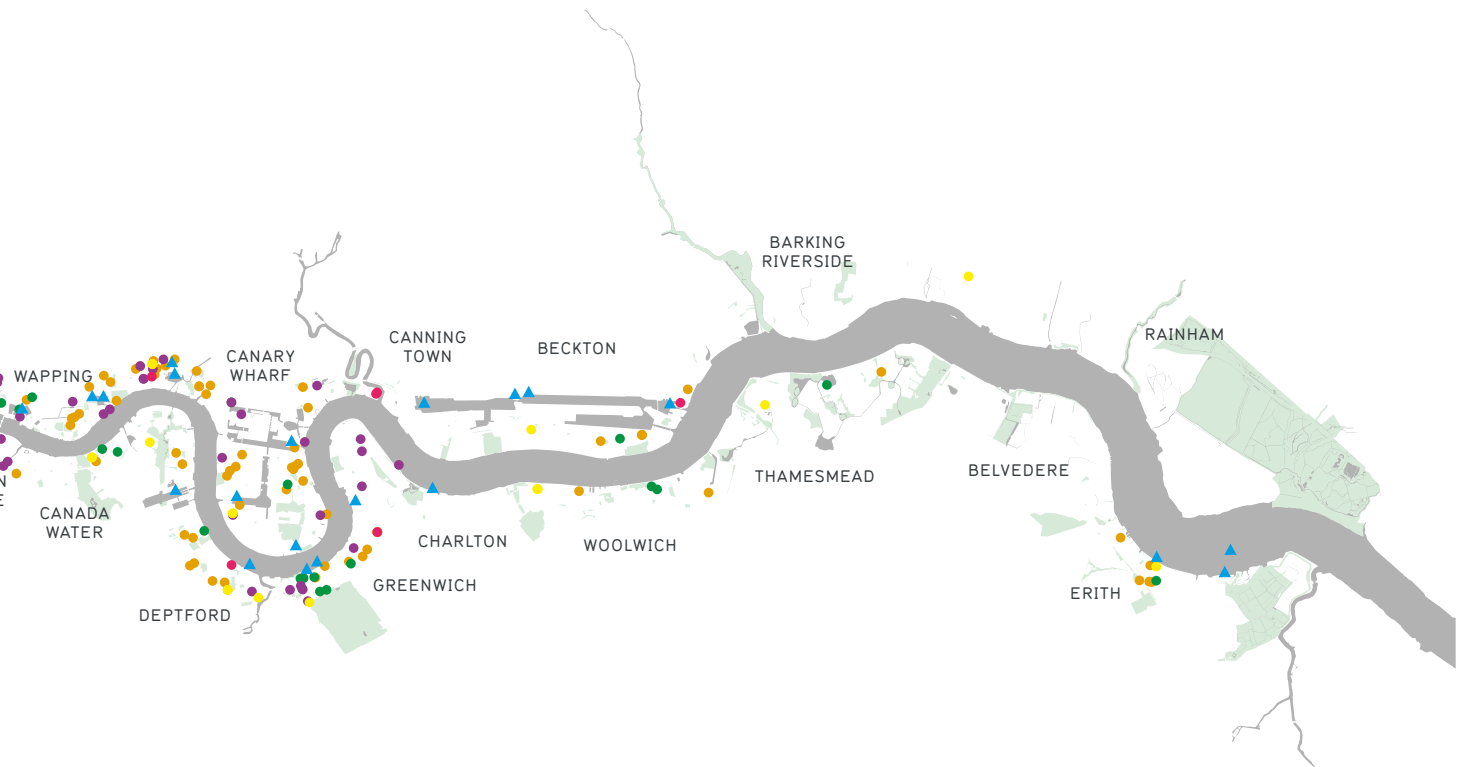 BARKING
RIVERSIDE
RAINHAM
CANNING
TOWN
BECKTON
CANARY
WHARF
WAPPING
THAMESMEAD
BELVEDERE
N
E
CANADA
WATER
CHARLTON
WOOLWICH
GREENWICH
ERITH
DEPTFORD